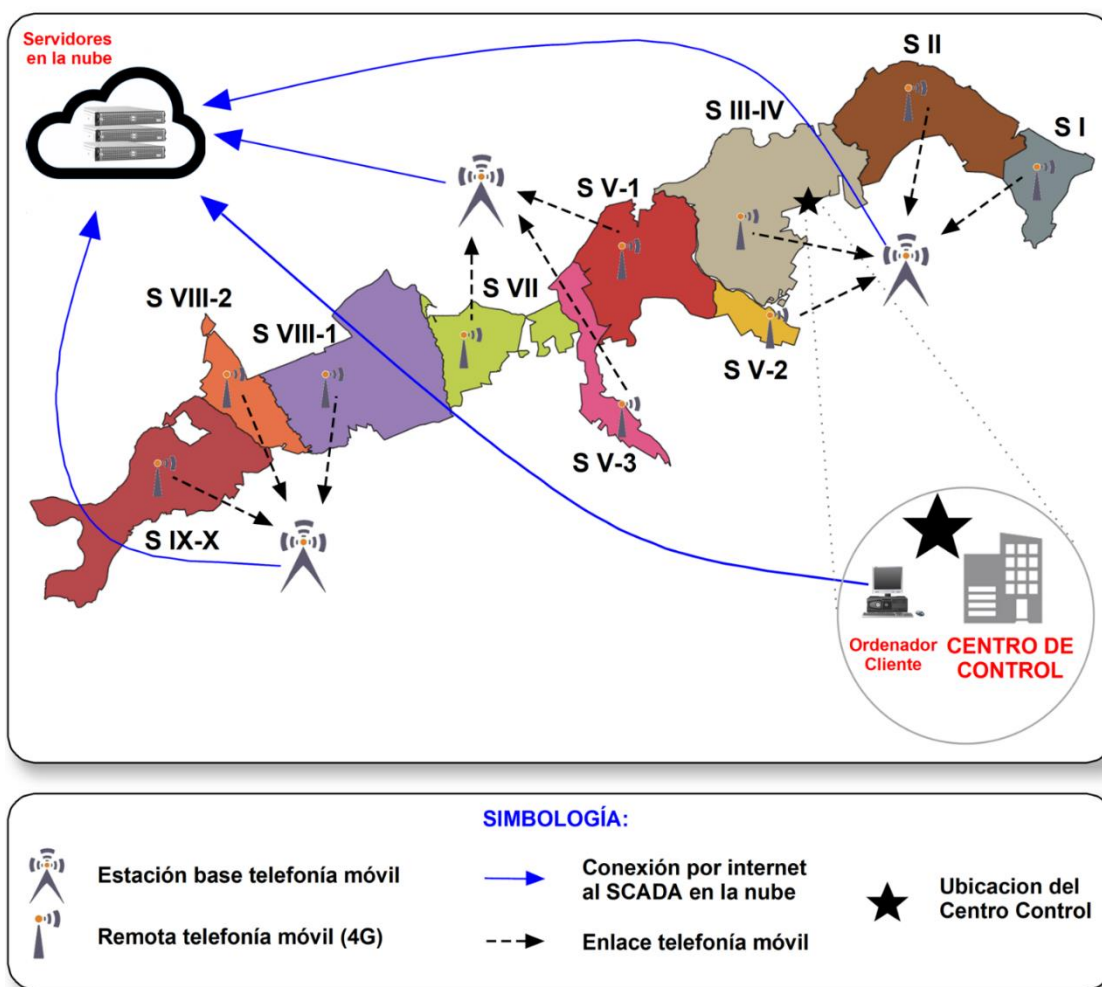 Servidores
en la nube
S II
S III-IV
S I
S V-1
S VII
S VIII-2
S VIII-1
S V-2
S V-3
S IX-X
Ordenador
Cliente
CENTRO DE
CONTROL
SIMBOLOGÍA:
Estación base telefonía móvil
Conexión por internet
al SCADA en la nube
Ubicacion del
Centro Control
Remota telefonía móvil (4G)
Enlace telefonía móvil